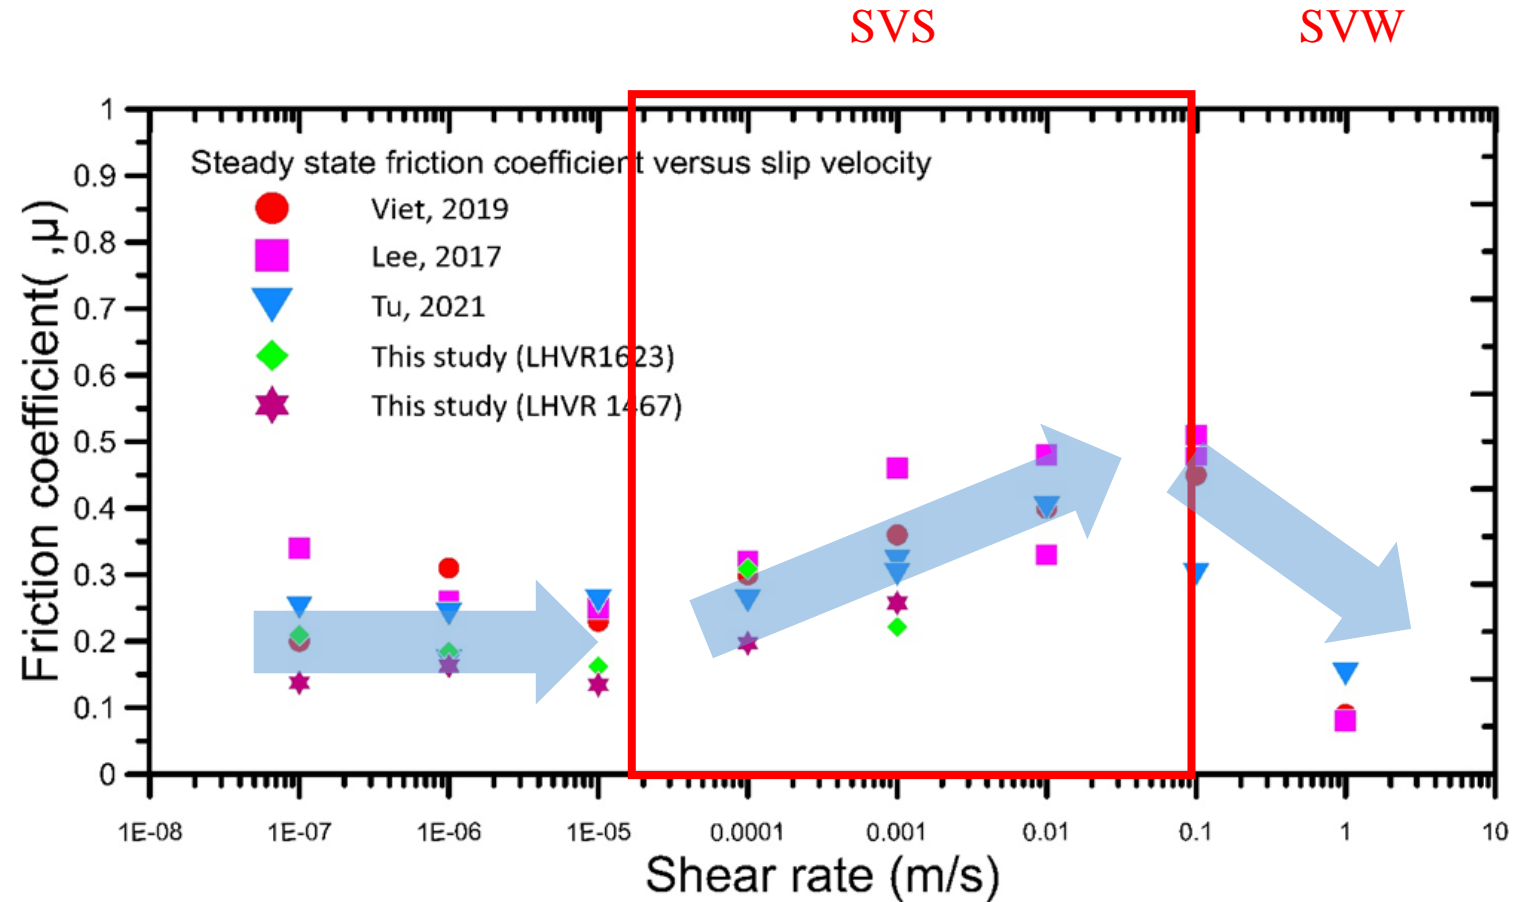 SVS
SVW
Steady state friction coefficient versus slip velocity
Viet, 2019
Lee, 2017
Tu, 2021
This study (LHVR1623)
This study (LHVR 1467)
Friction coefficient( ,μ)
1
0.9
0.8
0.7
0.6
0.5
0.4
0.3
0.2
0.1
0
1E-08 1E-07 1E-06 1E-05 0.0001 0.001 0.01 0.1 1 10
Shear rate (m/s)